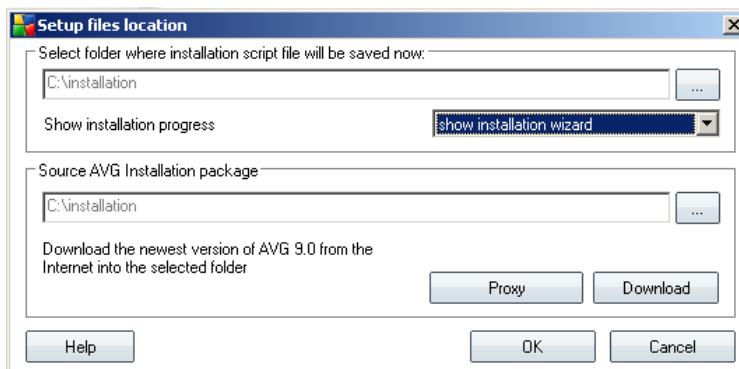 Setup files location
Select folder where installation script file will be saved now:
C:\installation
...
Show installation progress
show installation wizard
Source AVG Installation package
C:\installation
...
Download the newest version of AVG 9.0 from the
Internet into the selected folder
Proxy
Download
Help
OK
Cancel